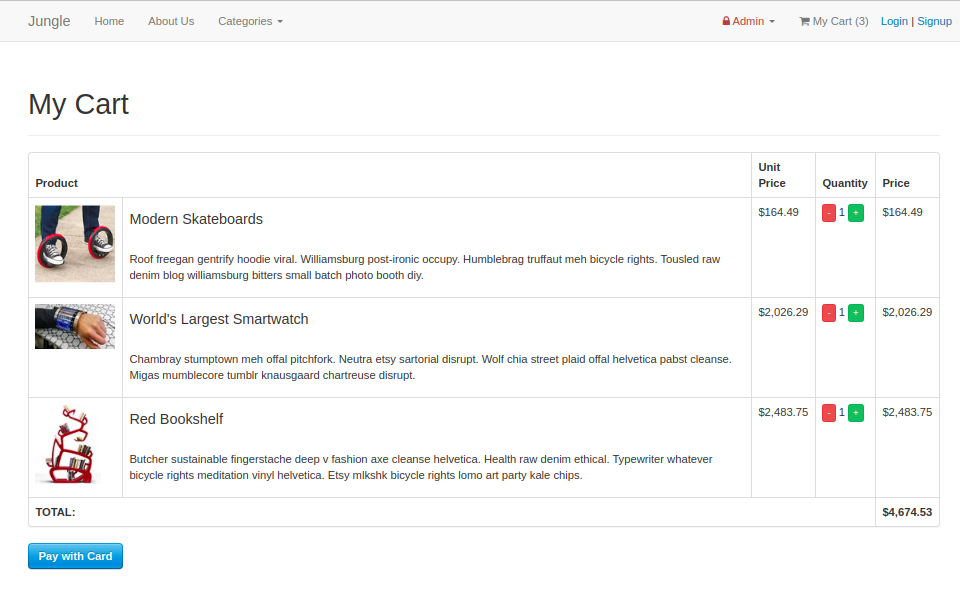 Jungle Home About Us Categories Admin My Cart (3) Login | Signup
My Cart
Product Unit Price Quantity Price
Modern Skateboards $164.49 - 1 + $164.49
Roof freegan gentrify hoodie viral. Williamsburg post-ironic occupy. Humblebrag truffaut meh bicycle rights. Tousled raw
denim blog williamsburg bitters small batch photo booth diy.
World's Largest Smartwatch $2,026.29 - 1 + $2,026.29
Chambray stumptown meh offal pitchfork. Neutra etsy sartorial disrupt. Wolf chia street plaid offal helvetica pabst cleanse.
Migas mumblecore tumblr knausgaard chartreuse disrupt.
Red Bookshelf $2,483.75 - 1 + $2,483.75
Butcher sustainable fingerstache deep v fashion axe cleanse helvetica. Health raw denim ethical. Typewriter whatever
bicycle rights meditation vinyl helvetica. Etsy mlkshk bicycle rights lomo art party kale chips.
TOTAL: $4,674.53
Pay with Card